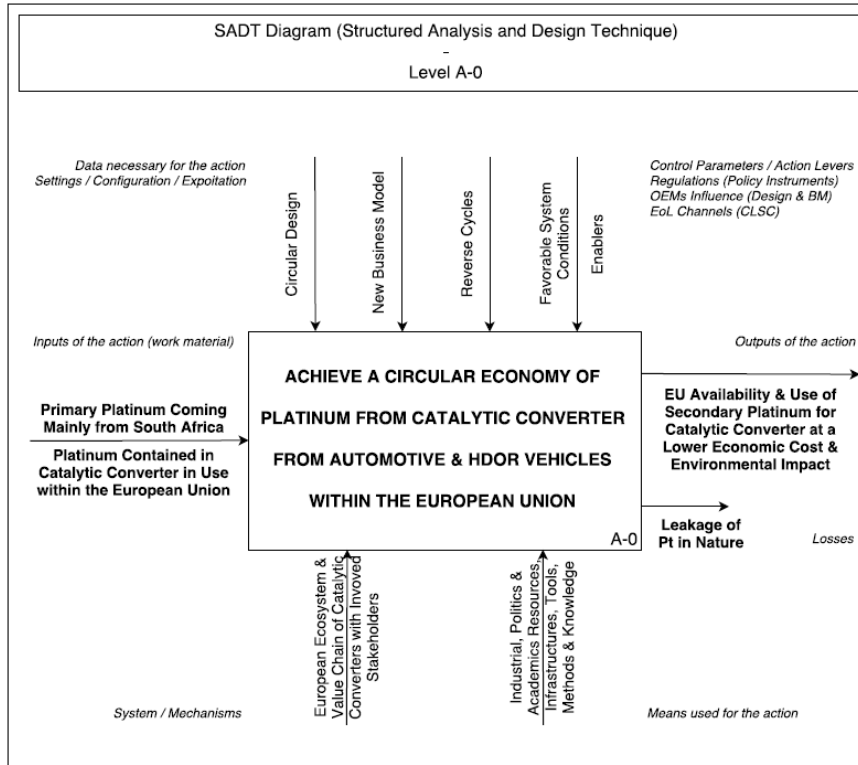 SADT Diagram (Structured Analysis and Design Technique)
-
Level A-0
Data necessary for the action
Settings / Configuration / Expoitation
Control Parameters / Action Levers
Regulations (Policy Instruments)
OEMs Influence (Design & BM)
EoL Channels (CLSC)
Circular Design
New Business Model
Reverse Cycles
Favorable System
Conditions
Enablers
Inputs of the action (work material)
Outputs of the action
Primary Platinum Coming
Mainly from South Africa
Platinum Contained in
Catalytic Converter in Use
within the European Union
ACHIEVE A CIRCULAR ECONOMY OF
PLATINUM FROM CATALYTIC CONVERTER
FROM AUTOMOTIVE & HDOR VEHICLES
WITHIN THE EUROPEAN UNION
A-0
EU Availability & Use of
Secondary Platinum for
Catalytic Converter at a
Lower Economic Cost &
Environmental Impact
Leakage of
Pt in Nature
Losses
European Ecosystem &
Value Chain of Catalytic
Converters with Invoved
Stakeholders
Industrial, Politics &
Academics Resources,
Infrastructures, Tools,
Methods & Knowledge
System / Mechanisms
Means used for the action